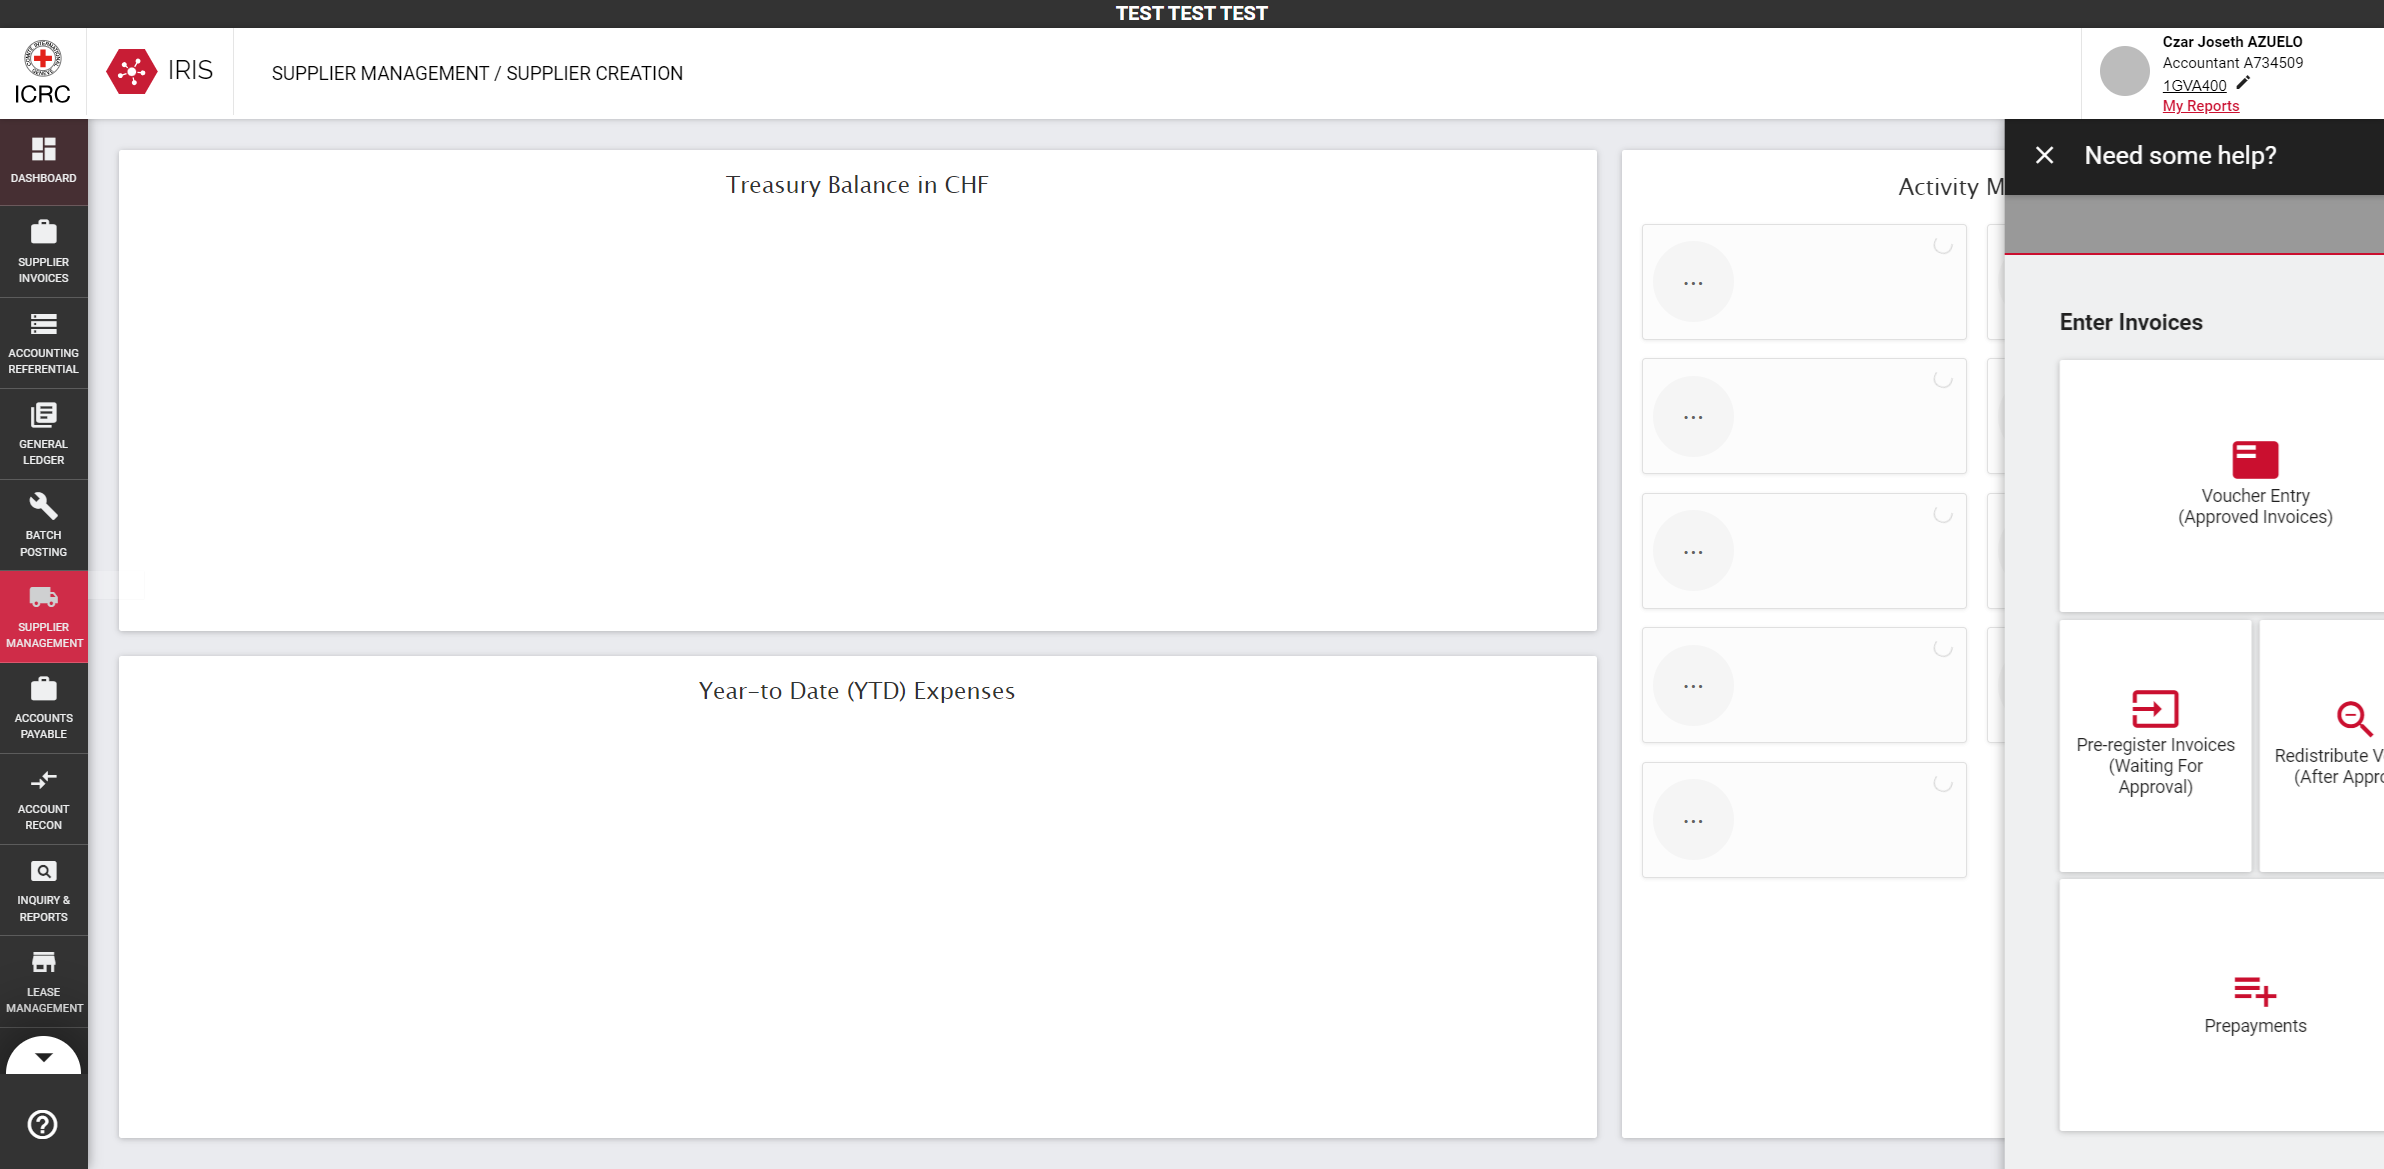 TEST TEST TEST
ICRC
IRIS
SUPPLIER MANAGEMENT / SUPPLIER CREATION
Czar Joseth AZUELO
Accountant A734509
1GVA400
My Reports
DASHBOARD
SUPPLIER
INVOICES
ACCOUNTING
REFERENTIAL
GENERAL
LEDGER
BATCH
POSTING
SUPPLIER
MANAGEMENT
ACCOUNTS
PAYABLE
ACCOUNT
RECON
INQUIRY &
REPORTS
LEASE
MANAGEMENT
Treasury Balance in CHF
Year-to Date (YTD) Expenses
Activity M
...
...
...
...
...
Need some help?
Enter Invoices
Voucher Entry
(Approved Invoices)
Pre-register Invoices
(Waiting For
Approval)
Redistribute V
(After Appro
Prepayments